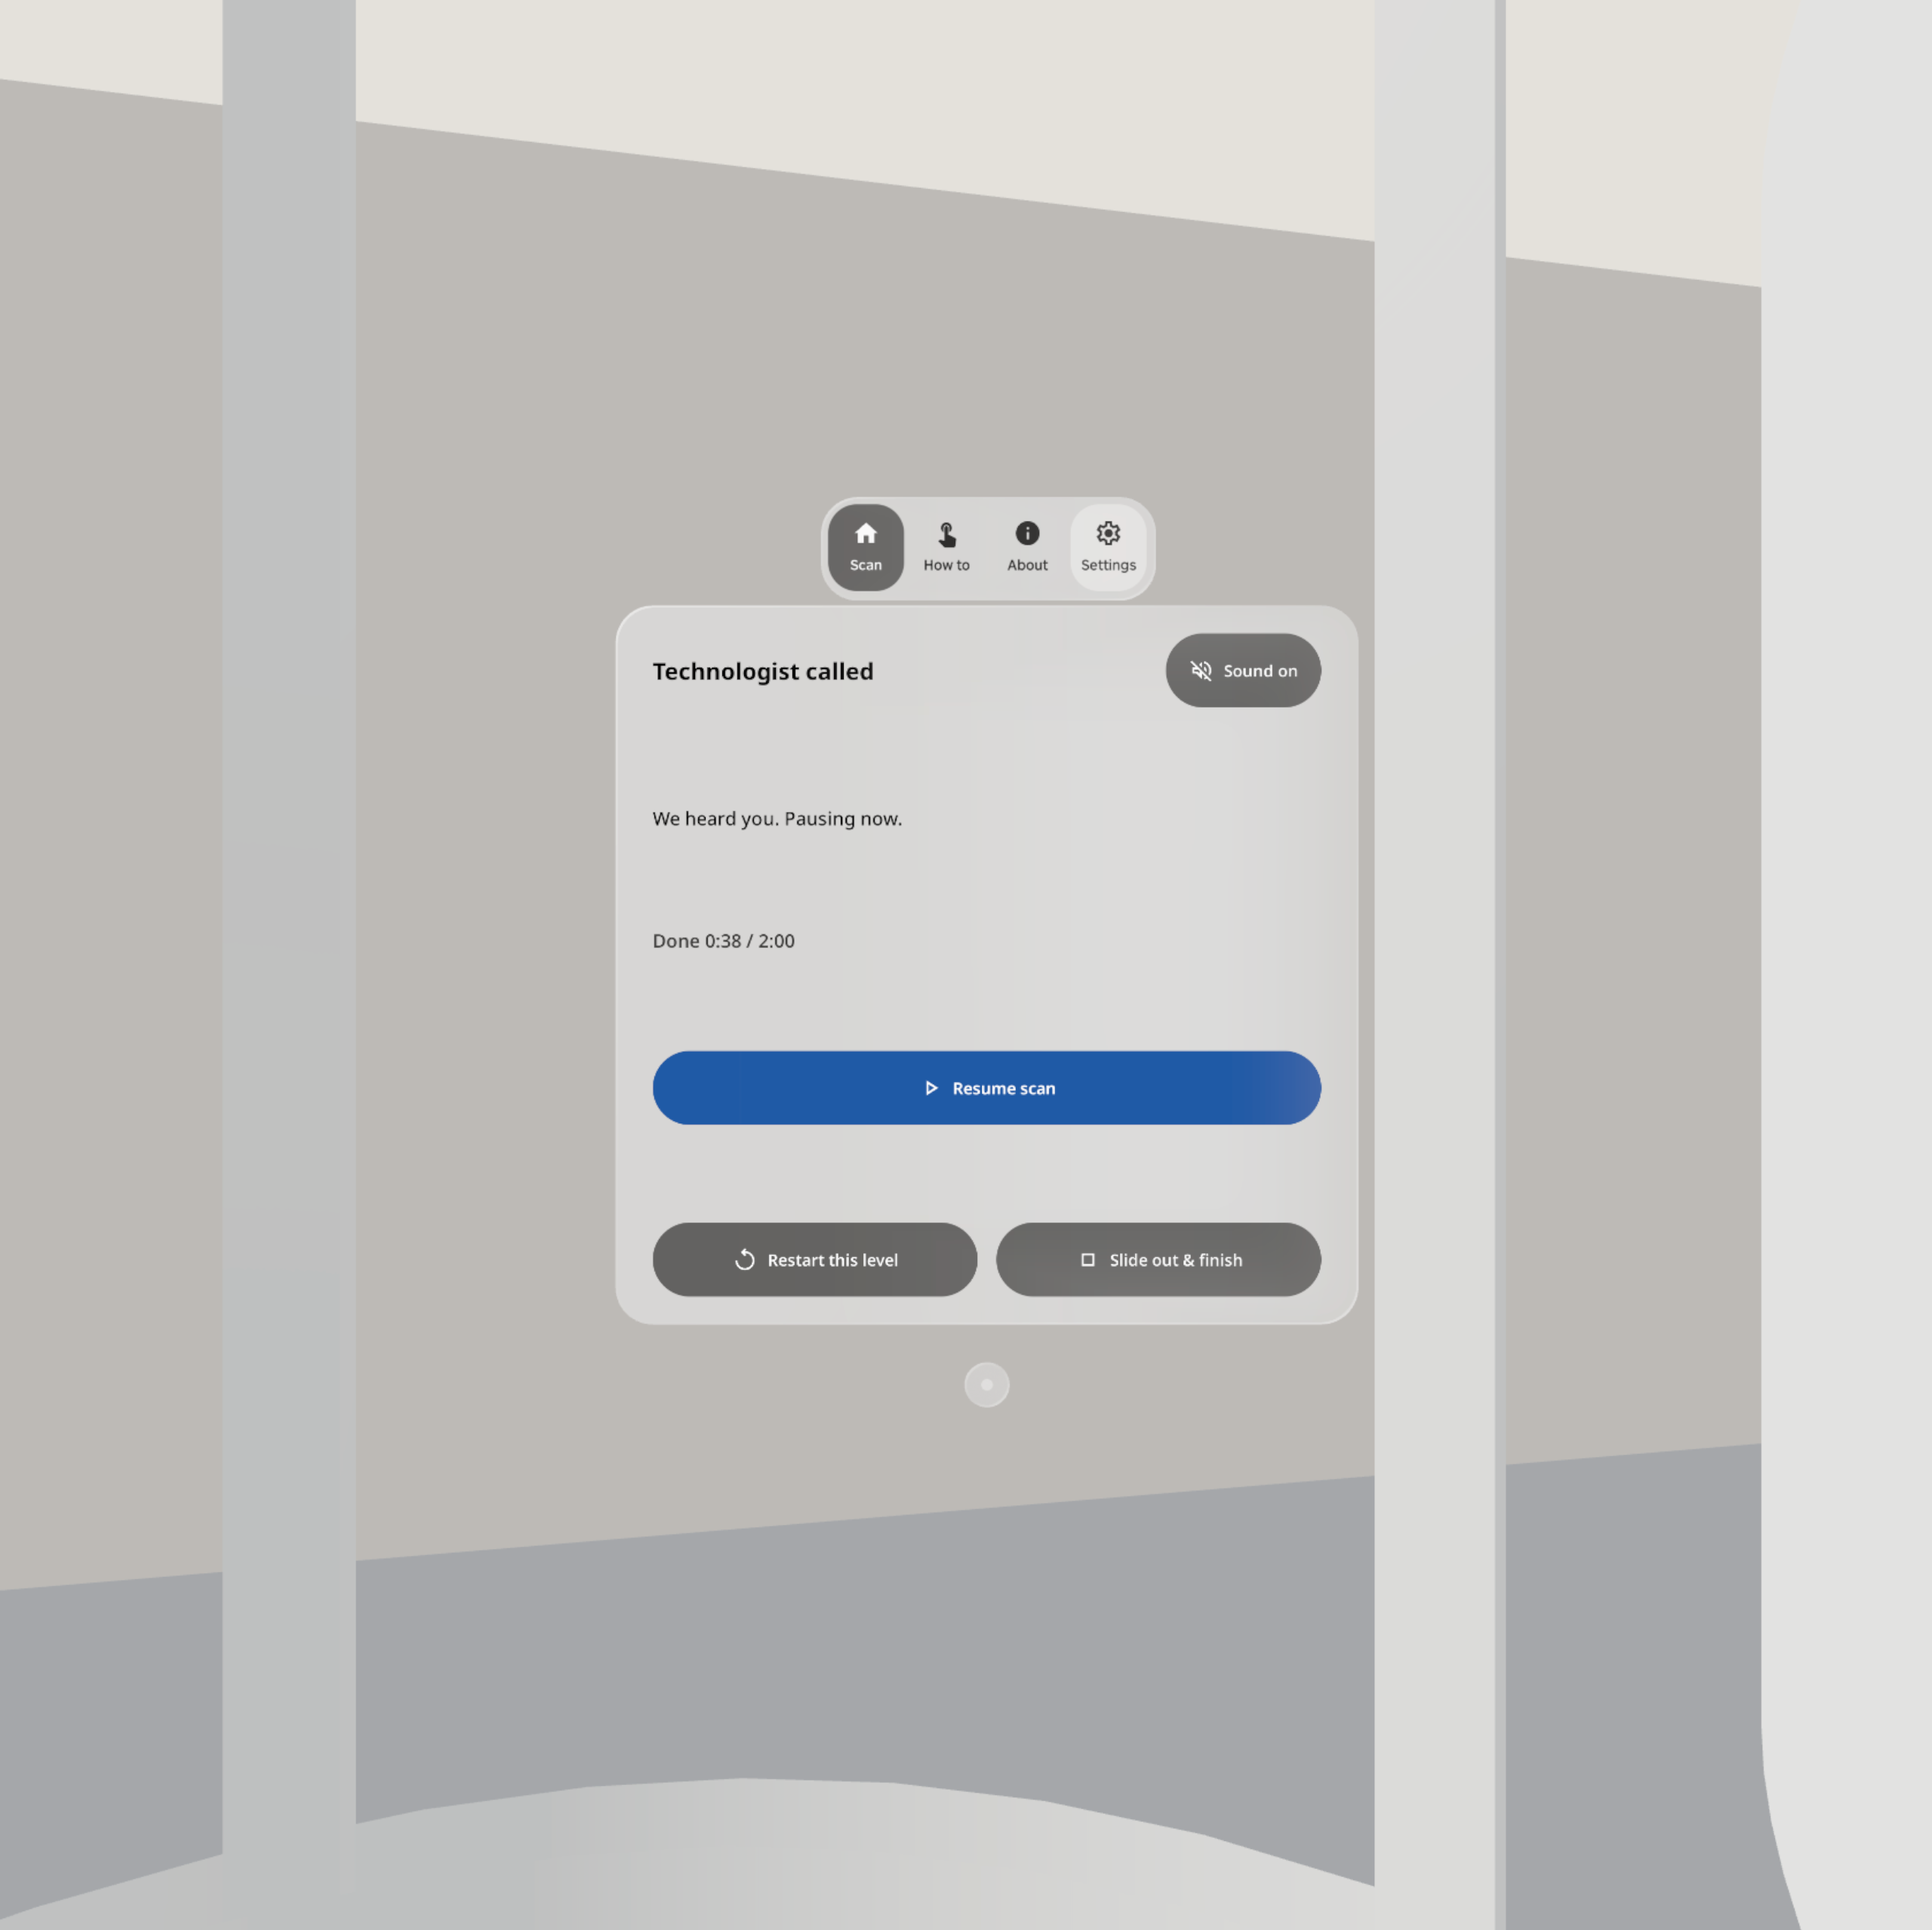 Scan
How to
About
Settings
Technologist called
Sound on
We heard you. Pausing now.
Done 0:38 / 2:00
Resume scan
Restart this level
Slide out & finish